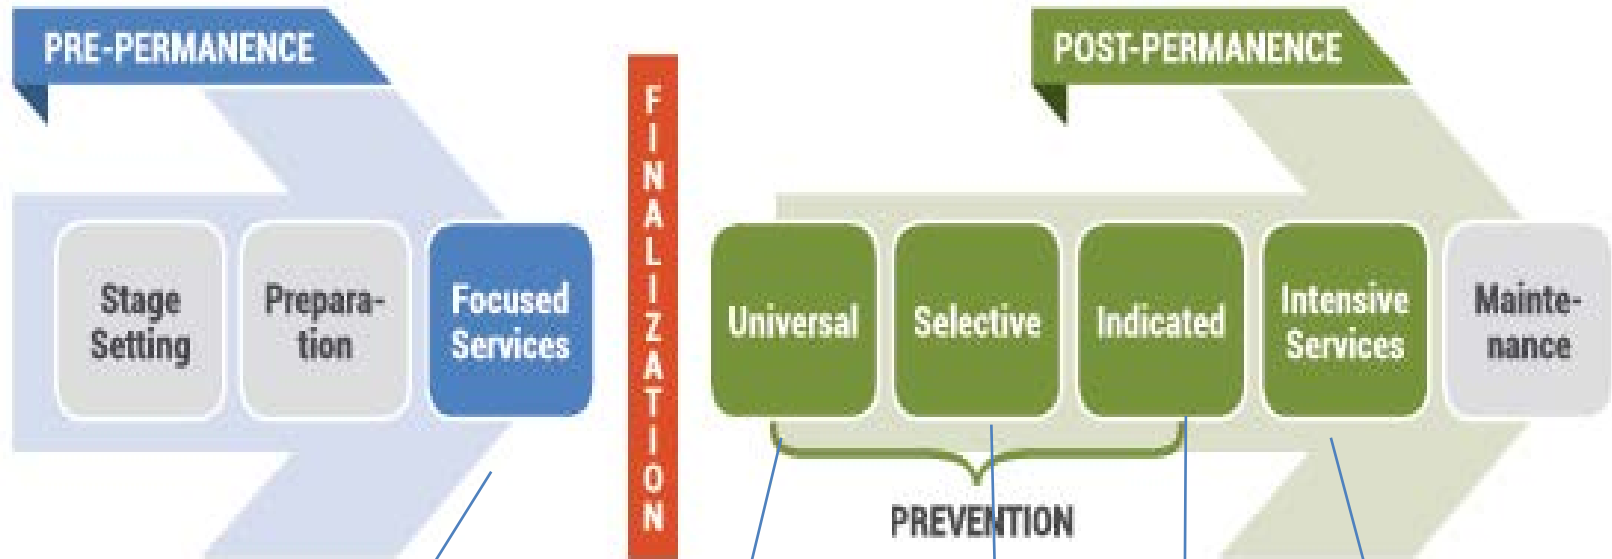 PRE-PERMANENCE
POST-PERMANENCE
FINALIZATION
Stage
Setting
Prepara-
tion
Focused
Services
Universal
Selective
Indicated
Intensive
Services
Mainte-
nance
PREVENTION